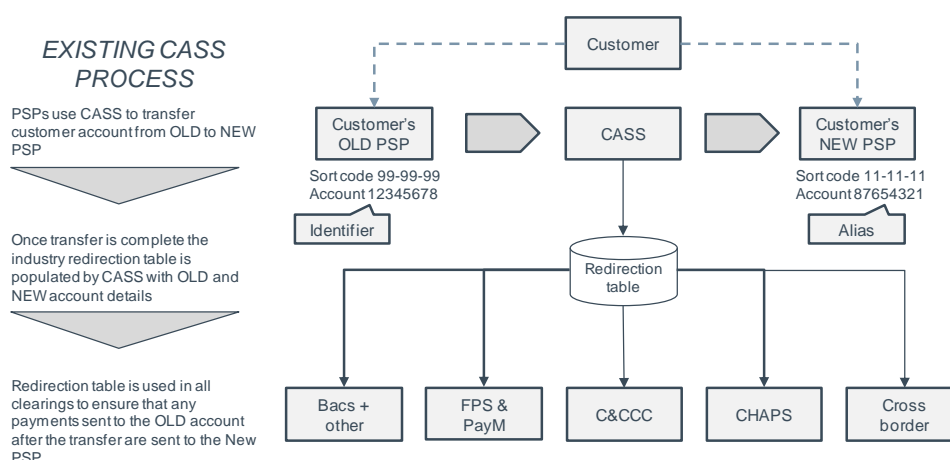 EXISTING CASS
PROCESS
PSPs use CASS to transfer
customer account from OLD to NEW
PSP
Once transfer is complete the
industry redirection table is
populated by CASS with OLD and
NEW account details
Redirection table is used in all
clearings to ensure that any
payments sent to the OLD account
after the transfer are sent to the New
PSP
Customer
Customer's
OLD PSP
CASS
Customer's
NEW PSP
Sort code 99-99-99
Account 12345678
Sort code 11-11-11
Account 87654321
Identifier
Alias
Redirection
table
Bacs +
other
FPS &
PayM
C&CCC
CHAPS
Cross
border